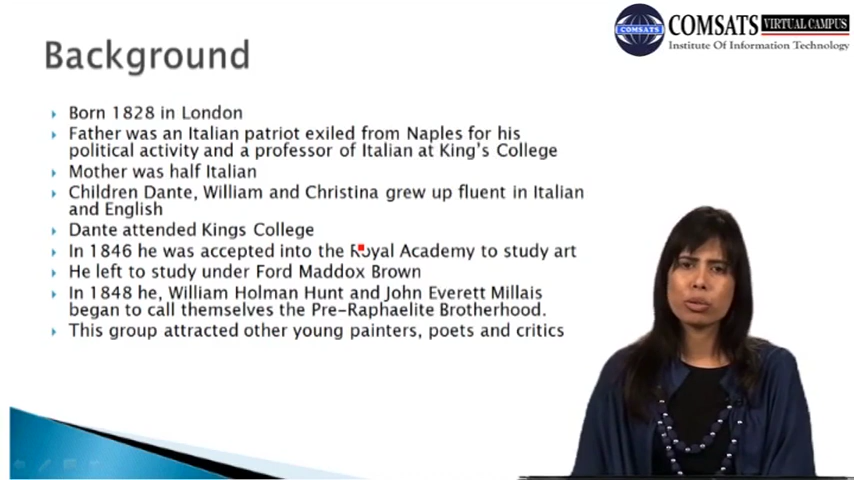 COMSATS VIRTUAL CAMPUS
COMSATS
Institute Of Information Technology
Background
Born 1828 in London
Father was an Italian patriot exiled from Naples for his
political activity and a professor of Italian at King's College
Mother was half Italian
Children Dante, William and Christina grew up fluent in Italian
and English
Dante attended Kings College
In 1846 he was accepted into the Royal Academy to study art
He left to study under Ford Maddox Brown
In 1848 he, William Holman Hunt and John Everett Millais
began to call themselves the Pre-Raphaelite Brotherhood.
This group attracted other young painters, poets and critics